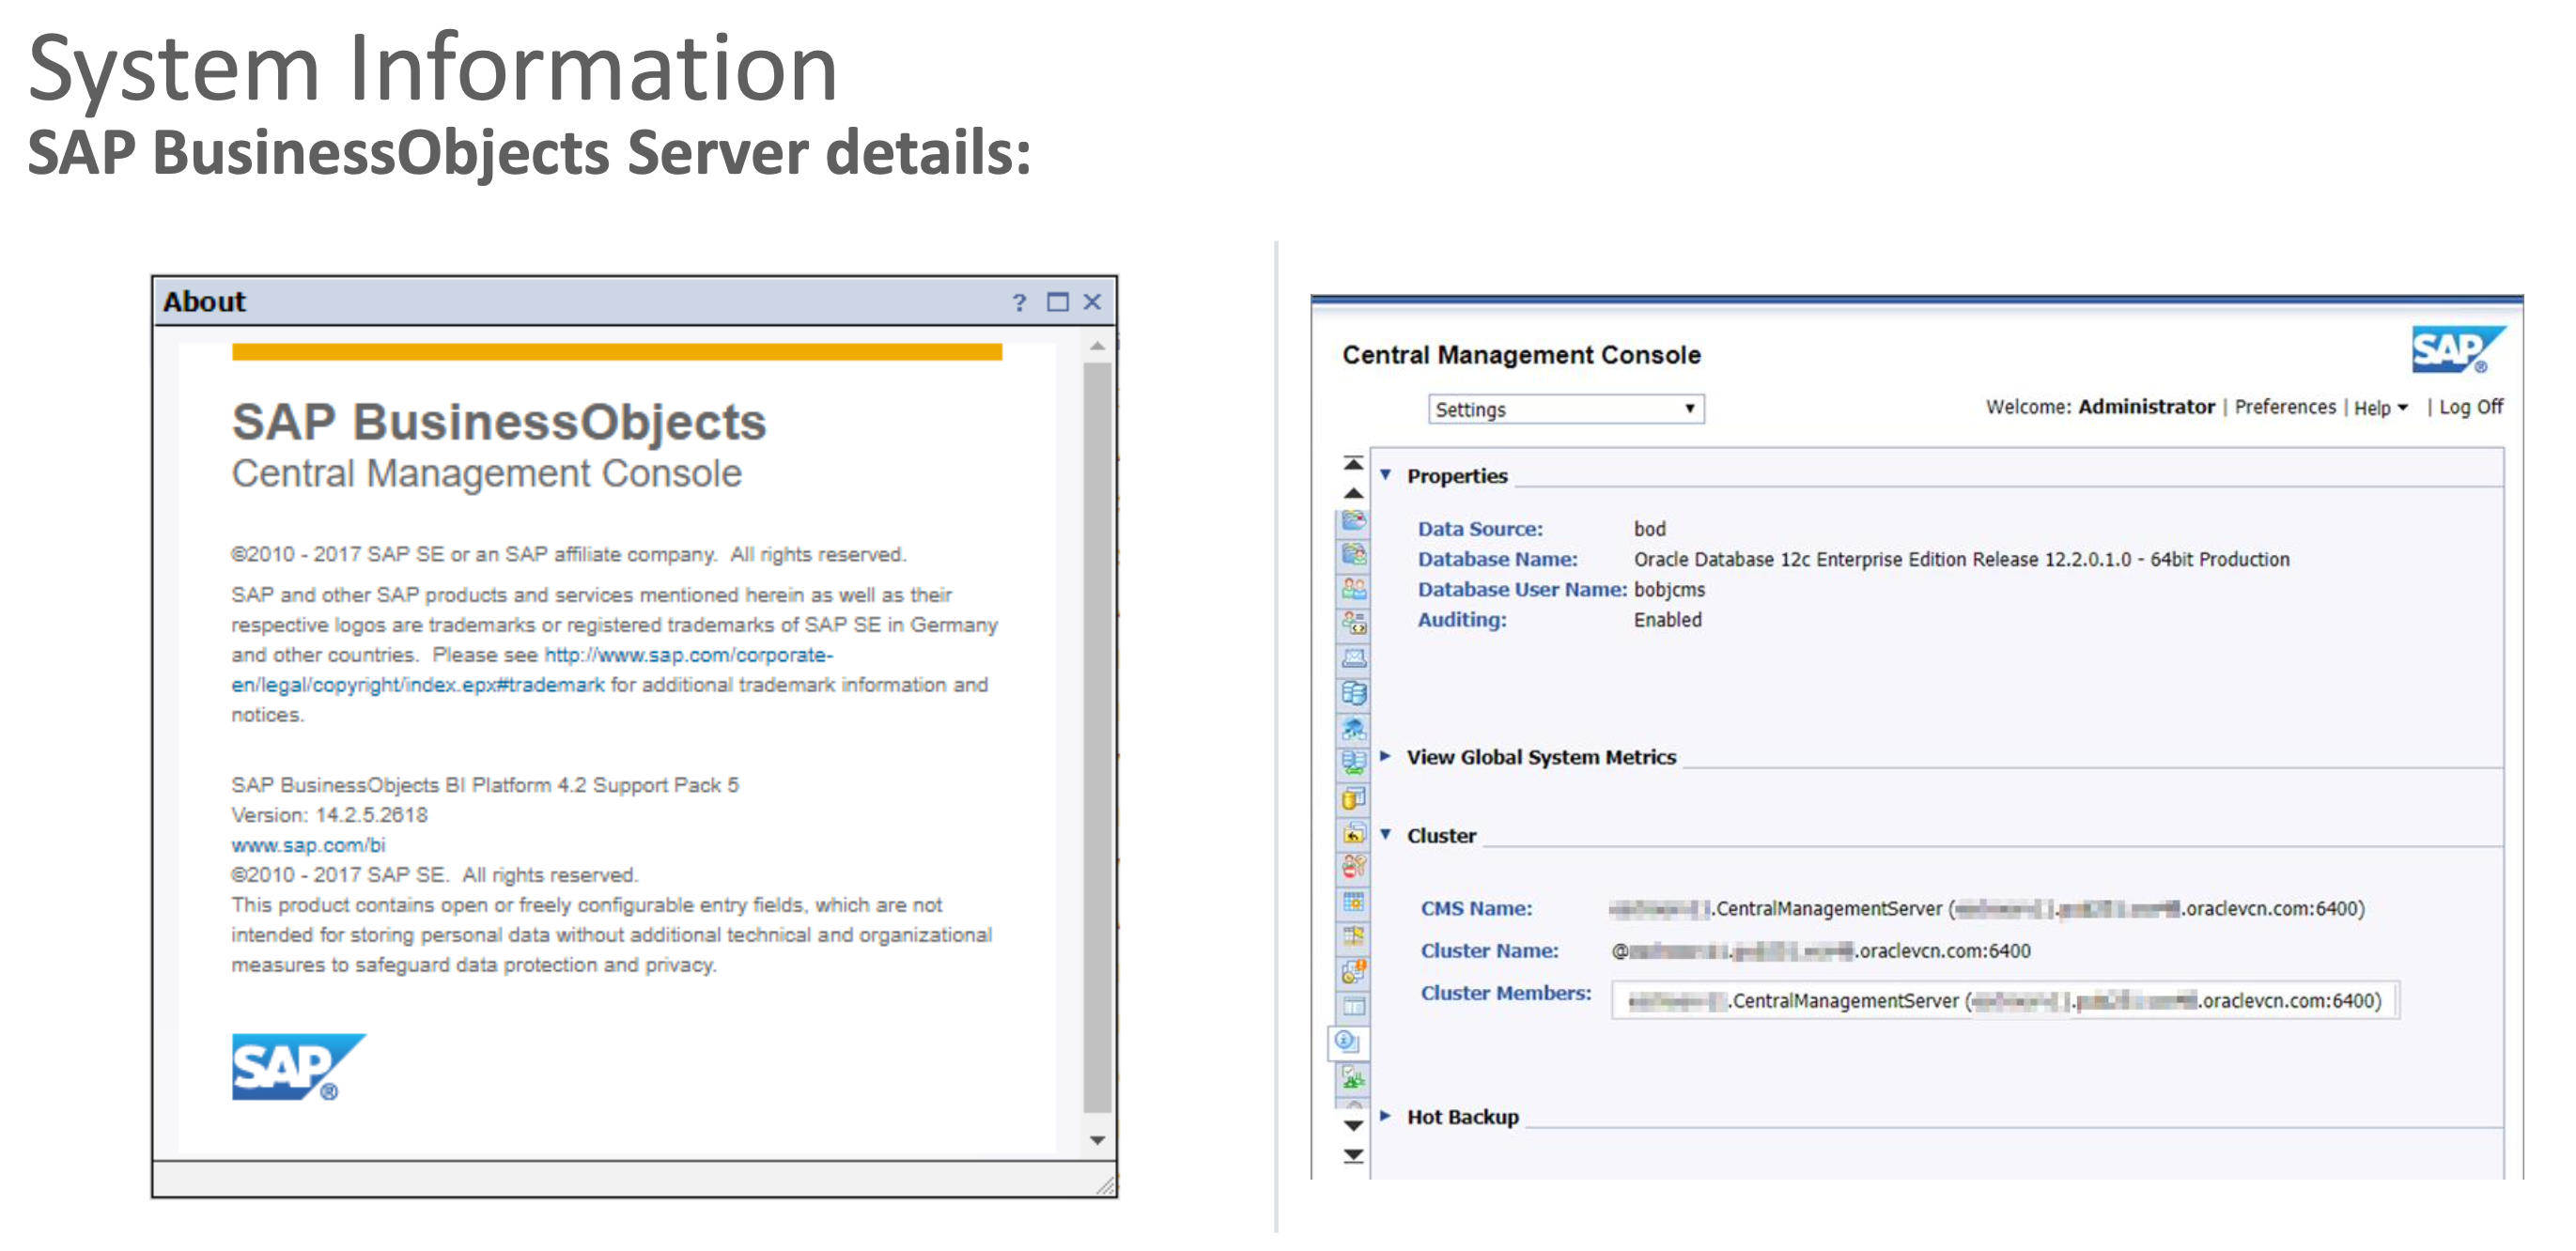 System Information
SAP BusinessObjects Server details:
About
?
SAP BusinessObjects
Central Management Console
©2010 - 2017 SAP SE or an SAP affiliate company. All rights reserved.
SAP and other SAP products and services mentioned herein as well as their
respective logos are trademarks or registered trademarks of SAP SE in Germany
and other countries. Please see http://www.sap.com/corporate-
en/legal/copyright/index.epx#trademark for additional trademark information and
notices.
SAP BusinessObjects BI Platform 4.2 Support Pack 5
Version: 14.2.5.2618
www.sap.com/bi
©2010 - 2017 SAP SE. All rights reserved.
This product contains open or freely configurable entry fields, which are not
intended for storing personal data without additional technical and organizational
measures to safeguard data protection and privacy.
SAP®
Central Management Console
SAP®
Settings
Welcome: Administrator | Preferences | Help | Log Off
Properties
Data Source: bod
Database Name: Oracle Database 12c Enterprise Edition Release 12.2.0.1.0 - 64bit Production
Database User Name: bobjcms
Auditing: Enabled
View Global System Metrics
Cluster
CMS Name: .CentralManagementServer ( . .oraclevcn.com:6400)
Cluster Name: @ . .oraclevcn.com:6400
Cluster Members: .CentralManagementServer ( . .oraclevcn.com:6400)
Hot Backup